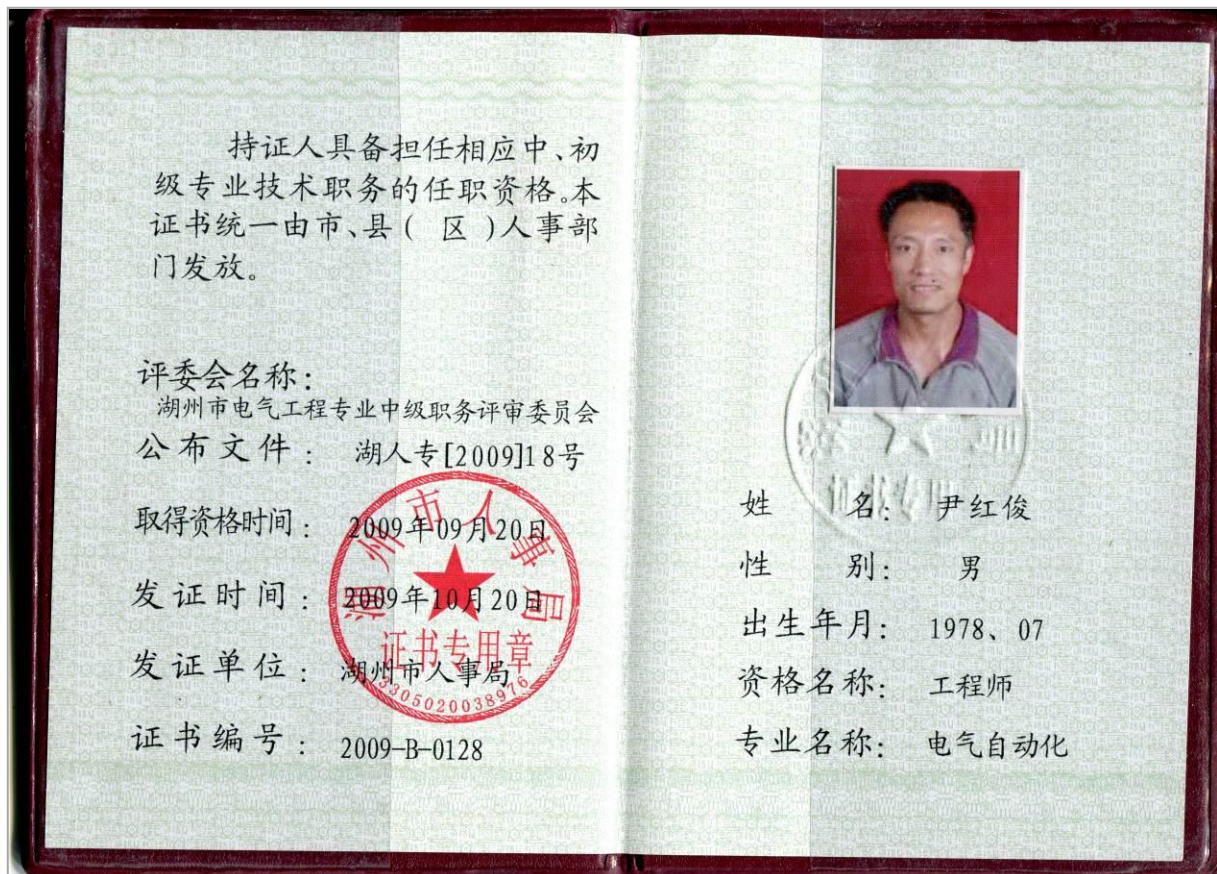 持证人具备担任相应中、初
级专业技术职务的任职资格。本
证书统一由市、县（ 区 ）人事部
门发放。
评委会名称：
湖州市电气工程专业中级职务评审委员会
公布文件： 湖人专[2009]18号
取得资格时间： 2009年09月20日
发证时间： 2009年10月20日
发证单位： 湖州市人事局
证书编号： 2009-B-0128
湖州市人事局
证书专用章
3305020038976
证书专用
姓 名： 尹红俊
性 别： 男
出生年月： 1978、07
资格名称： 工程师
专业名称： 电气自动化